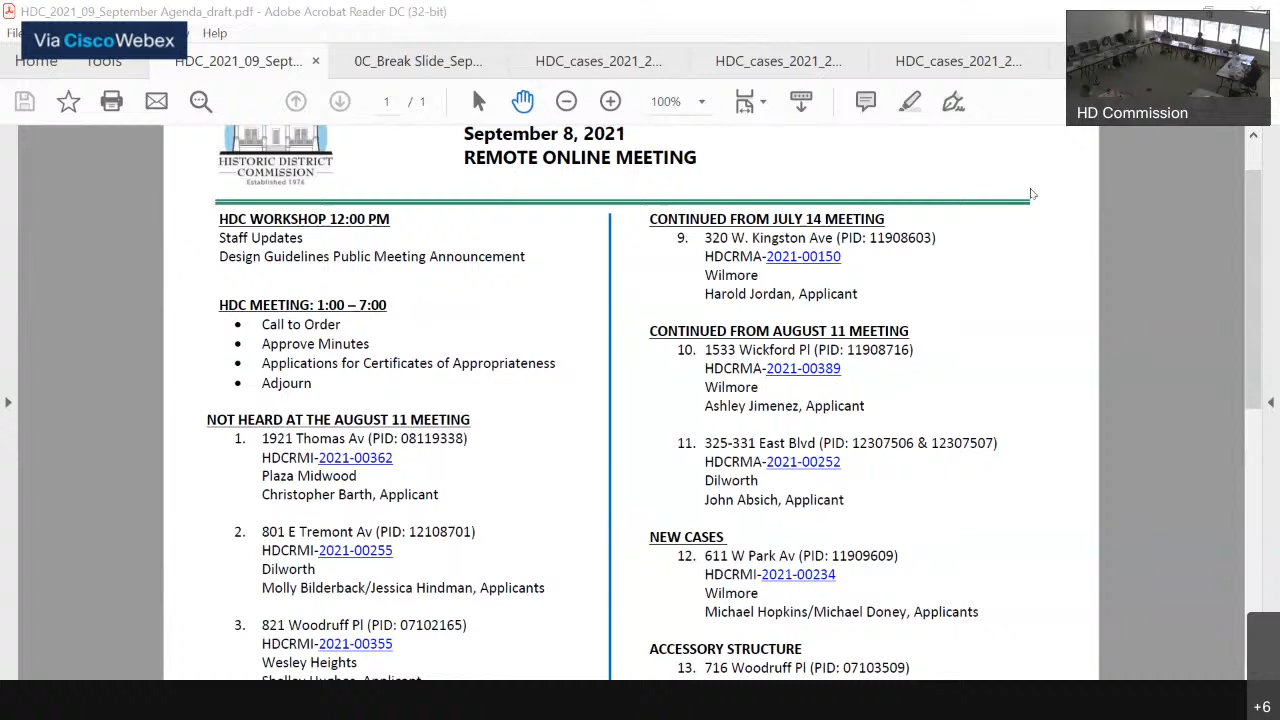 HDC_2021_09_September Agenda_draft.pdf - Adobe Acrobat Reader DC (32-bit)
Via Cisco Webex
Help
Home
Tools
HDC_2021_09_Sept... ×
0C_Break Slide_Sep...
HDC_cases_2021_2...
HDC_cases_2021_2...
HDC_cases_2021_2...
1 / 1
100%
HD Commission
HISTORIC DISTRICT
COMMISSION
Established 1976
September 8, 2021
REMOTE ONLINE MEETING
HDC WORKSHOP 12:00 PM
Staff Updates
Design Guidelines Public Meeting Announcement
HDC MEETING: 1:00 – 7:00
• Call to Order
• Approve Minutes
• Applications for Certificates of Appropriateness
• Adjourn
NOT HEARD AT THE AUGUST 11 MEETING
1. 1921 Thomas Av (PID: 08119338)
HDCRMI-2021-00362
Plaza Midwood
Christopher Barth, Applicant
2. 801 E Tremont Av (PID: 12108701)
HDCRMI-2021-00255
Dilworth
Molly Bilderback/Jessica Hindman, Applicants
3. 821 Woodruff Pl (PID: 07102165)
HDCRMI-2021-00355
Wesley Heights
Shelley Hughes, Applicant
CONTINUED FROM JULY 14 MEETING
9. 320 W. Kingston Ave (PID: 11908603)
HDCRMA-2021-00150
Wilmore
Harold Jordan, Applicant
CONTINUED FROM AUGUST 11 MEETING
10. 1533 Wickford Pl (PID: 11908716)
HDCRMA-2021-00389
Wilmore
Ashley Jimenez, Applicant
11. 325-331 East Blvd (PID: 12307506 & 12307507)
HDCRMA-2021-00252
Dilworth
John Absich, Applicant
NEW CASES
12. 611 W Park Av (PID: 11909609)
HDCRMI-2021-00234
Wilmore
Michael Hopkins/Michael Doney, Applicants
ACCESSORY STRUCTURE
13. 716 Woodruff Pl (PID: 07103509)
+6